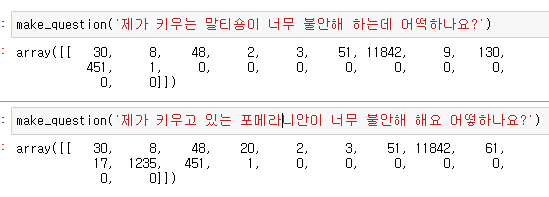 : make_question('제가 키우는 말티숑이 너무 불안해 하는데 어떡하나요?')
: array([[   30,     8,    48,     2,     3,    51, 11842,     9,   130,
451,     1,     0,     0,     0,     0,     0,     0,     0,
0,     0]])
: make_question('제가 키우고 있는 포메라니안이 너무 불안해 해요 어떻하나요?')
: array([[   30,     8,    48,    20,     2,     3,    51, 11842,    61,
17,  1235,   451,     1,     0,     0,     0,     0,     0,
0,     0]])